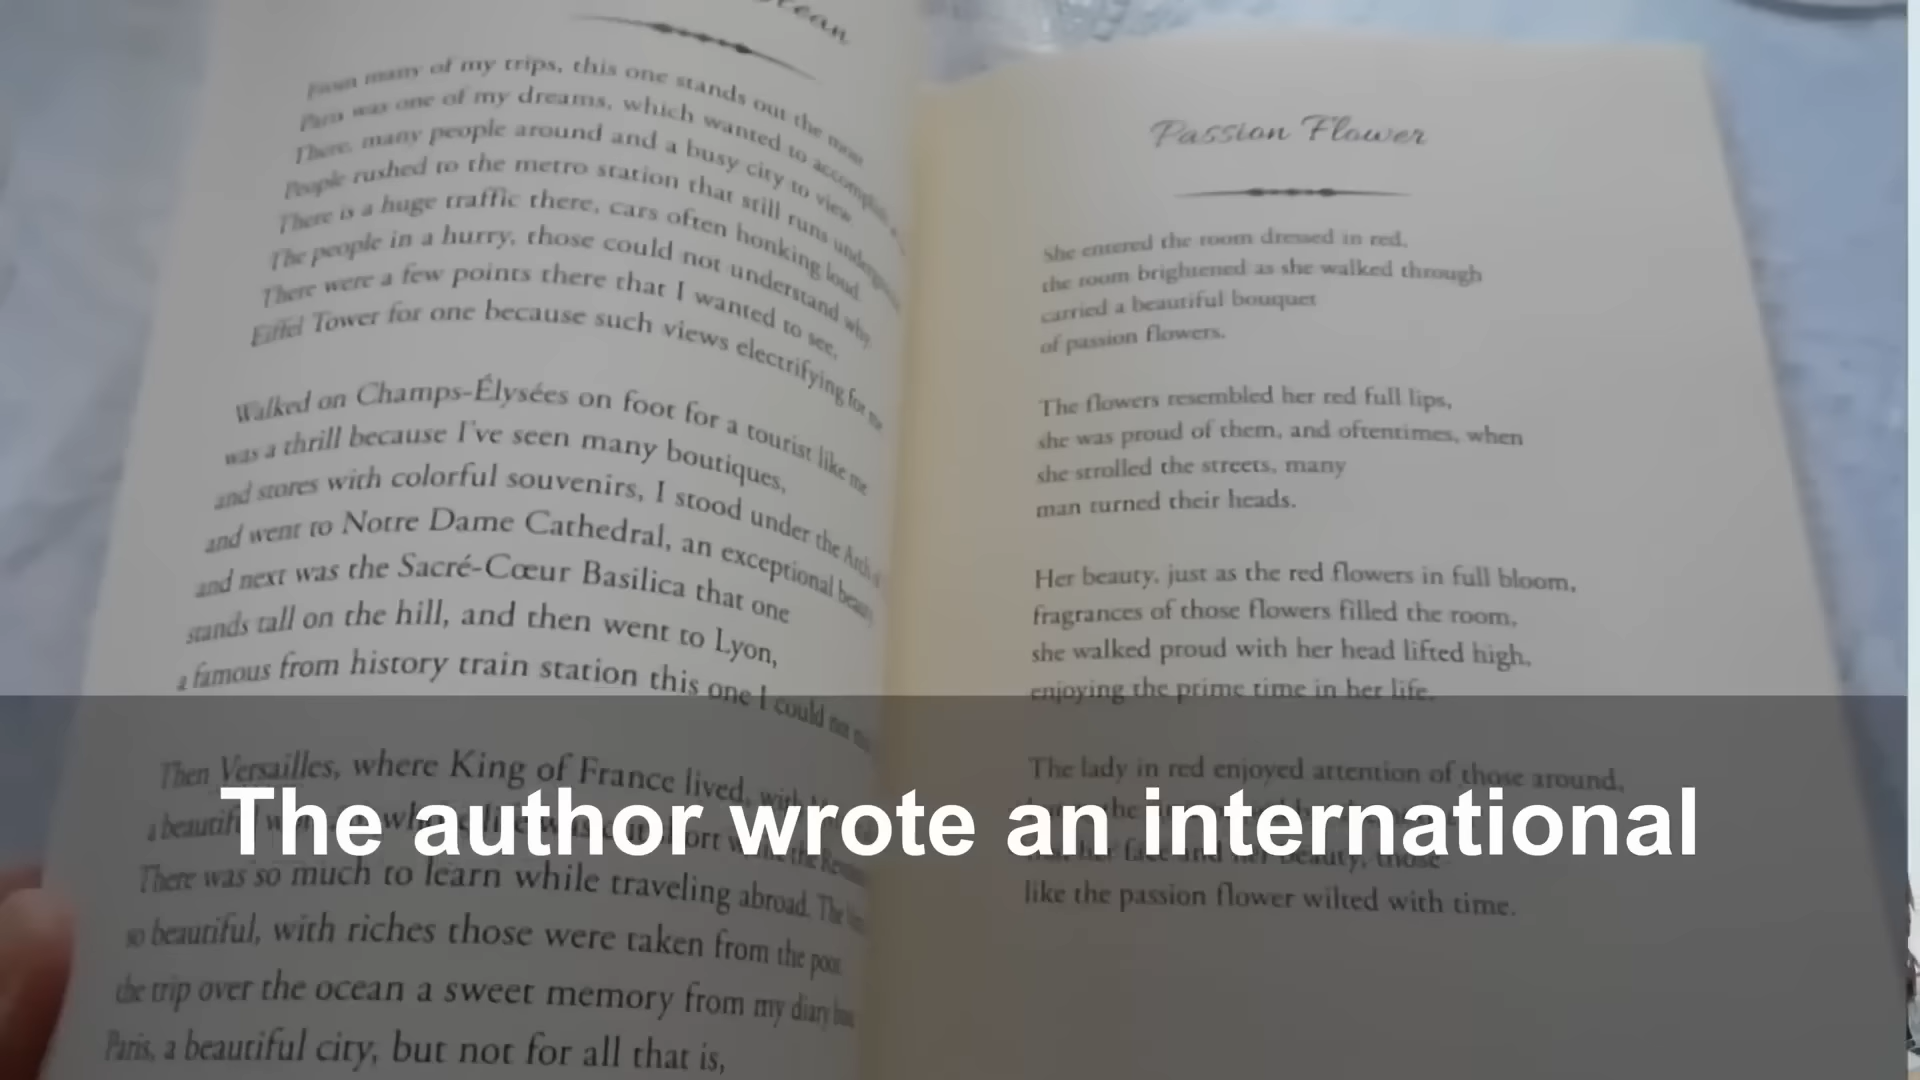 From many of my trips, this one stands out the most
Paris was one of my dreams, which wanted to accomplish
There, many people around and a busy city to view
People rushed to the metro station that still runs underground
There is a huge traffic there, cars often honking loud.
The people in a hurry, those could not understand why.
There were a few points there that I wanted to see,
Eiffel Tower for one because such views electrifying for me
Walked on Champs-Élysées on foot for a tourist like me
was a thrill because I've seen many boutiques,
and stores with colorful souvenirs, I stood under the Arch
and went to Notre Dame Cathedral, an exceptional beauty
and next was the Sacré-Cœur Basilica that one
stands tall on the hill, and then went to Lyon,
a famous from history train station this one I could not
Then Versailles, where King of France lived, with
a beautiful
There was so much to learn while traveling abroad. The
so beautiful, with riches those were taken from the poor
the trip over the ocean a sweet memory from my diary
Paris, a beautiful city, but not for all that is,
Passion Flower
She entered the room dressed in red,
the room brightened as she walked through
carried a beautiful bouquet
of passion flowers.
The flowers resembled her red full lips,
she was proud of them, and oftentimes, when
she strolled the streets, many
man turned their heads.
Her beauty, just as the red flowers in full bloom,
fragrances of those flowers filled the room,
she walked proud with her head lifted high,
enjoying the prime time in her life.
The lady in red enjoyed attention of those around,
her face and her beauty, those
like the passion flower wilted with time.
The author wrote an international